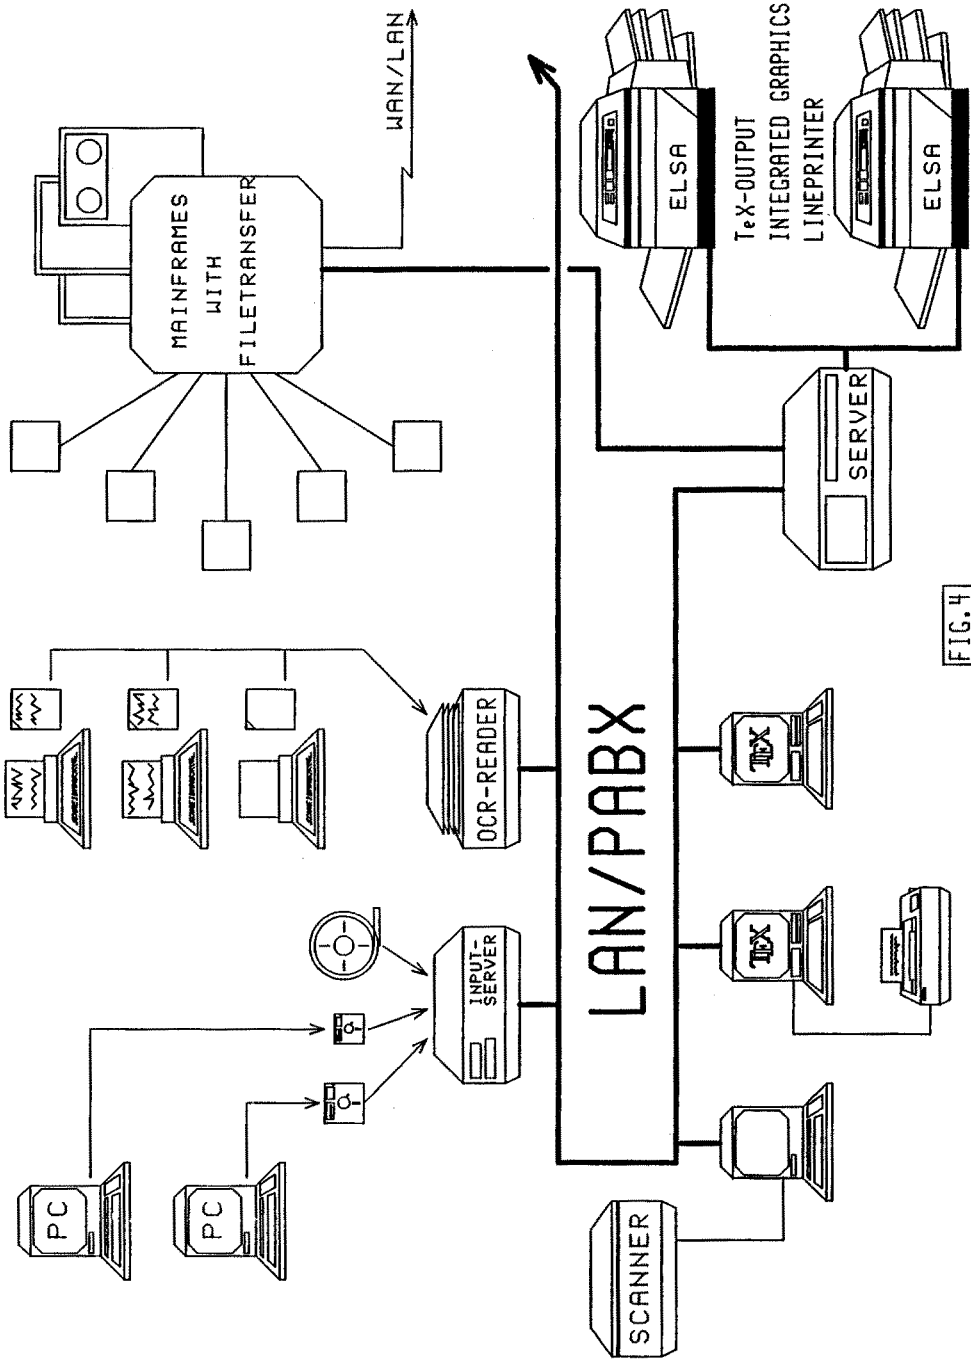 PC
PC
INPUT-
SERVER
OCR-READER
MAINFRAMES
WITH
FILETRANSFER
WAN/LAN
LAN/PABX
SCANNER
TEX
TEX
SERVER
ELSA
TeX-OUTPUT
INTEGRATED GRAPHICS
LINEPRINTER
ELSA
FIG.4